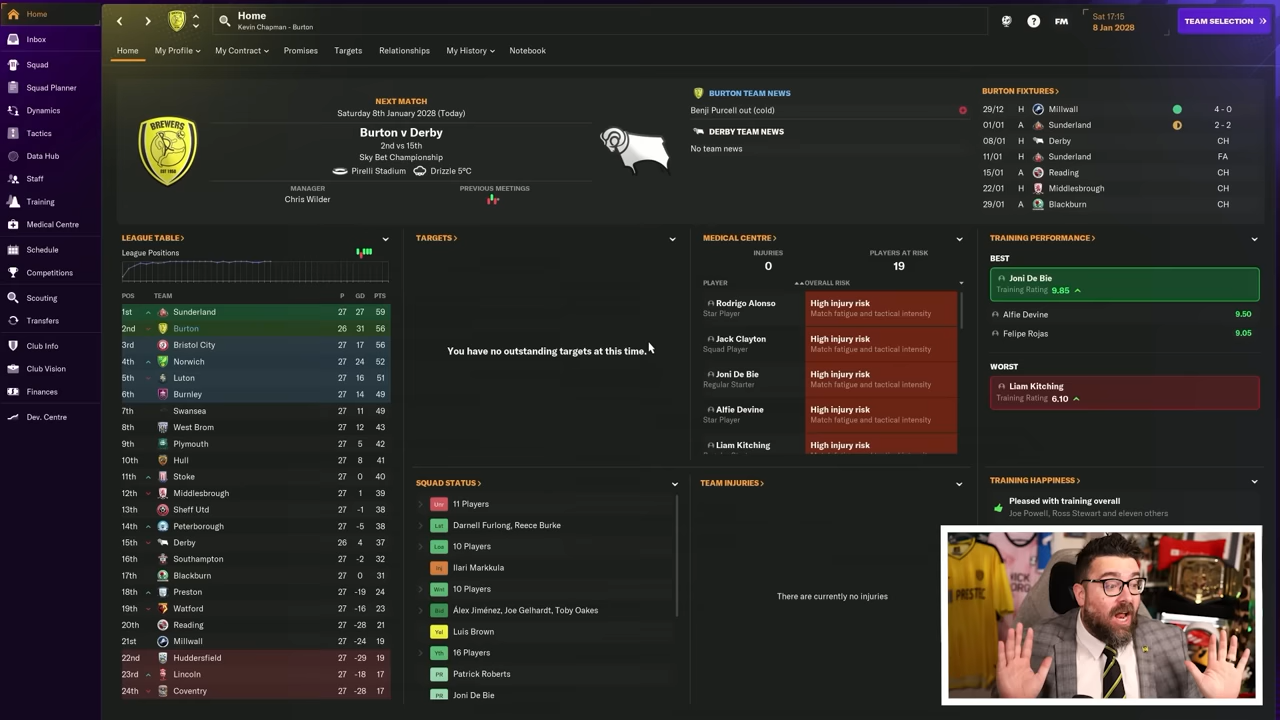 Home
Inbox
Squad
Squad Planner
Dynamics
Tactics
Data Hub
Staff
Training
Medical Centre
Schedule
Competitions
Scouting
Transfers
Club Info
Club Vision
Finances
Dev. Centre
Home
Kevin Chapman - Burton
FM
Sat 17:15
8 Jan 2028
TEAM SELECTION
Home My Profile My Contract Promises Targets Relationships My History Notebook
BREWERS
NEXT MATCH
Saturday 8th January 2028 (Today)
Burton v Derby
2nd vs 15th
Sky Bet Championship
Pirelli Stadium Drizzle 5°C
MANAGER
Chris Wilder
PREVIOUS MEETINGS
BURTON TEAM NEWS
Benji Purcell out (cold)
DERBY TEAM NEWS
No team news
BURTON FIXTURES
29/12 H Millwall 4 - 0
01/01 A Sunderland 2 - 2
08/01 H Derby CH
11/01 H Sunderland FA
15/01 A Reading CH
22/01 H Middlesbrough CH
29/01 A Blackburn CH
LEAGUE TABLE
League Positions
POS TEAM P GD PTS
1st Sunderland 27 27 59
2nd Burton 26 31 56
3rd Bristol City 27 17 56
4th Norwich 27 24 52
5th Luton 27 16 51
6th Burnley 27 14 49
7th Swansea 27 11 49
8th West Brom 27 12 43
9th Plymouth 27 5 42
10th Hull 27 8 41
11th Stoke 27 0 40
12th Middlesbrough 27 1 39
13th Sheff Utd 27 -1 38
14th Peterborough 27 -5 38
15th Derby 26 4 37
16th Southampton 27 -2 32
17th Blackburn 27 0 31
18th Preston 27 -19 24
19th Watford 27 -16 23
20th Reading 27 -28 21
21st Millwall 27 -24 19
22nd Huddersfield 27 -29 19
23rd Lincoln 27 -18 17
24th Coventry 27 -28 17
TARGETS
You have no outstanding targets at this time.
SQUAD STATUS
Unr 11 Players
Lst Darnell Furlong, Reece Burke
Loa 10 Players
Inj Ilari Markkula
Wnt 10 Players
Bid Álex Jiménez, Joe Gelhardt, Toby Oakes
Yel Luis Brown
Yth 16 Players
PR Patrick Roberts
PR Joni De Bie
MEDICAL CENTRE
INJURIES
0
PLAYERS AT RISK
19
PLAYER OVERALL RISK
Rodrigo Alonso High injury risk
Star Player Match fatigue and tactical intensity
Jack Clayton High injury risk
Squad Player Match fatigue and tactical intensity
Joni De Bie High injury risk
Regular Starter Match fatigue and tactical intensity
Alfie Devine High injury risk
Star Player Match fatigue and tactical intensity
Liam Kitching High injury risk
TEAM INJURIES
There are currently no injuries
TRAINING PERFORMANCE
BEST
Joni De Bie
Training Rating 9.85
Alfie Devine 9.50
Felipe Rojas 9.05
WORST
Liam Kitching
Training Rating 6.10
TRAINING HAPPINESS
Pleased with training overall
Joe Powell, Ross Stewart and eleven others
PRESTEC